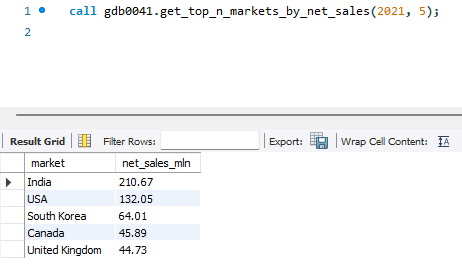 1 call gdb0041.get_top_n_markets_by_net_sales(2021, 5);
2
Result Grid Filter Rows: Export: Wrap Cell Content:
market net_sales_mln
India 210.67
USA 132.05
South Korea 64.01
Canada 45.89
United Kingdom 44.73